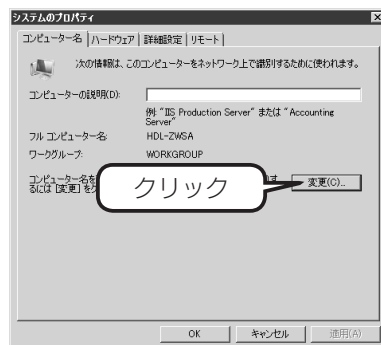 システムのプロパティ
コンピューター名 ハードウェア 詳細設定 リモート
次の情報は、このコンピューターをネットワーク上で識別するために使われます。
コンピューターの説明(D):
例: "IIS Production Server" または "Accounting
Server"
フル コンピューター名: HDL-ZWSA
ワークグループ: WORKGROUP
コンピューター名を
るには [変更] をク
クリック
変更(C)...
OK キャンセル 適用(A)